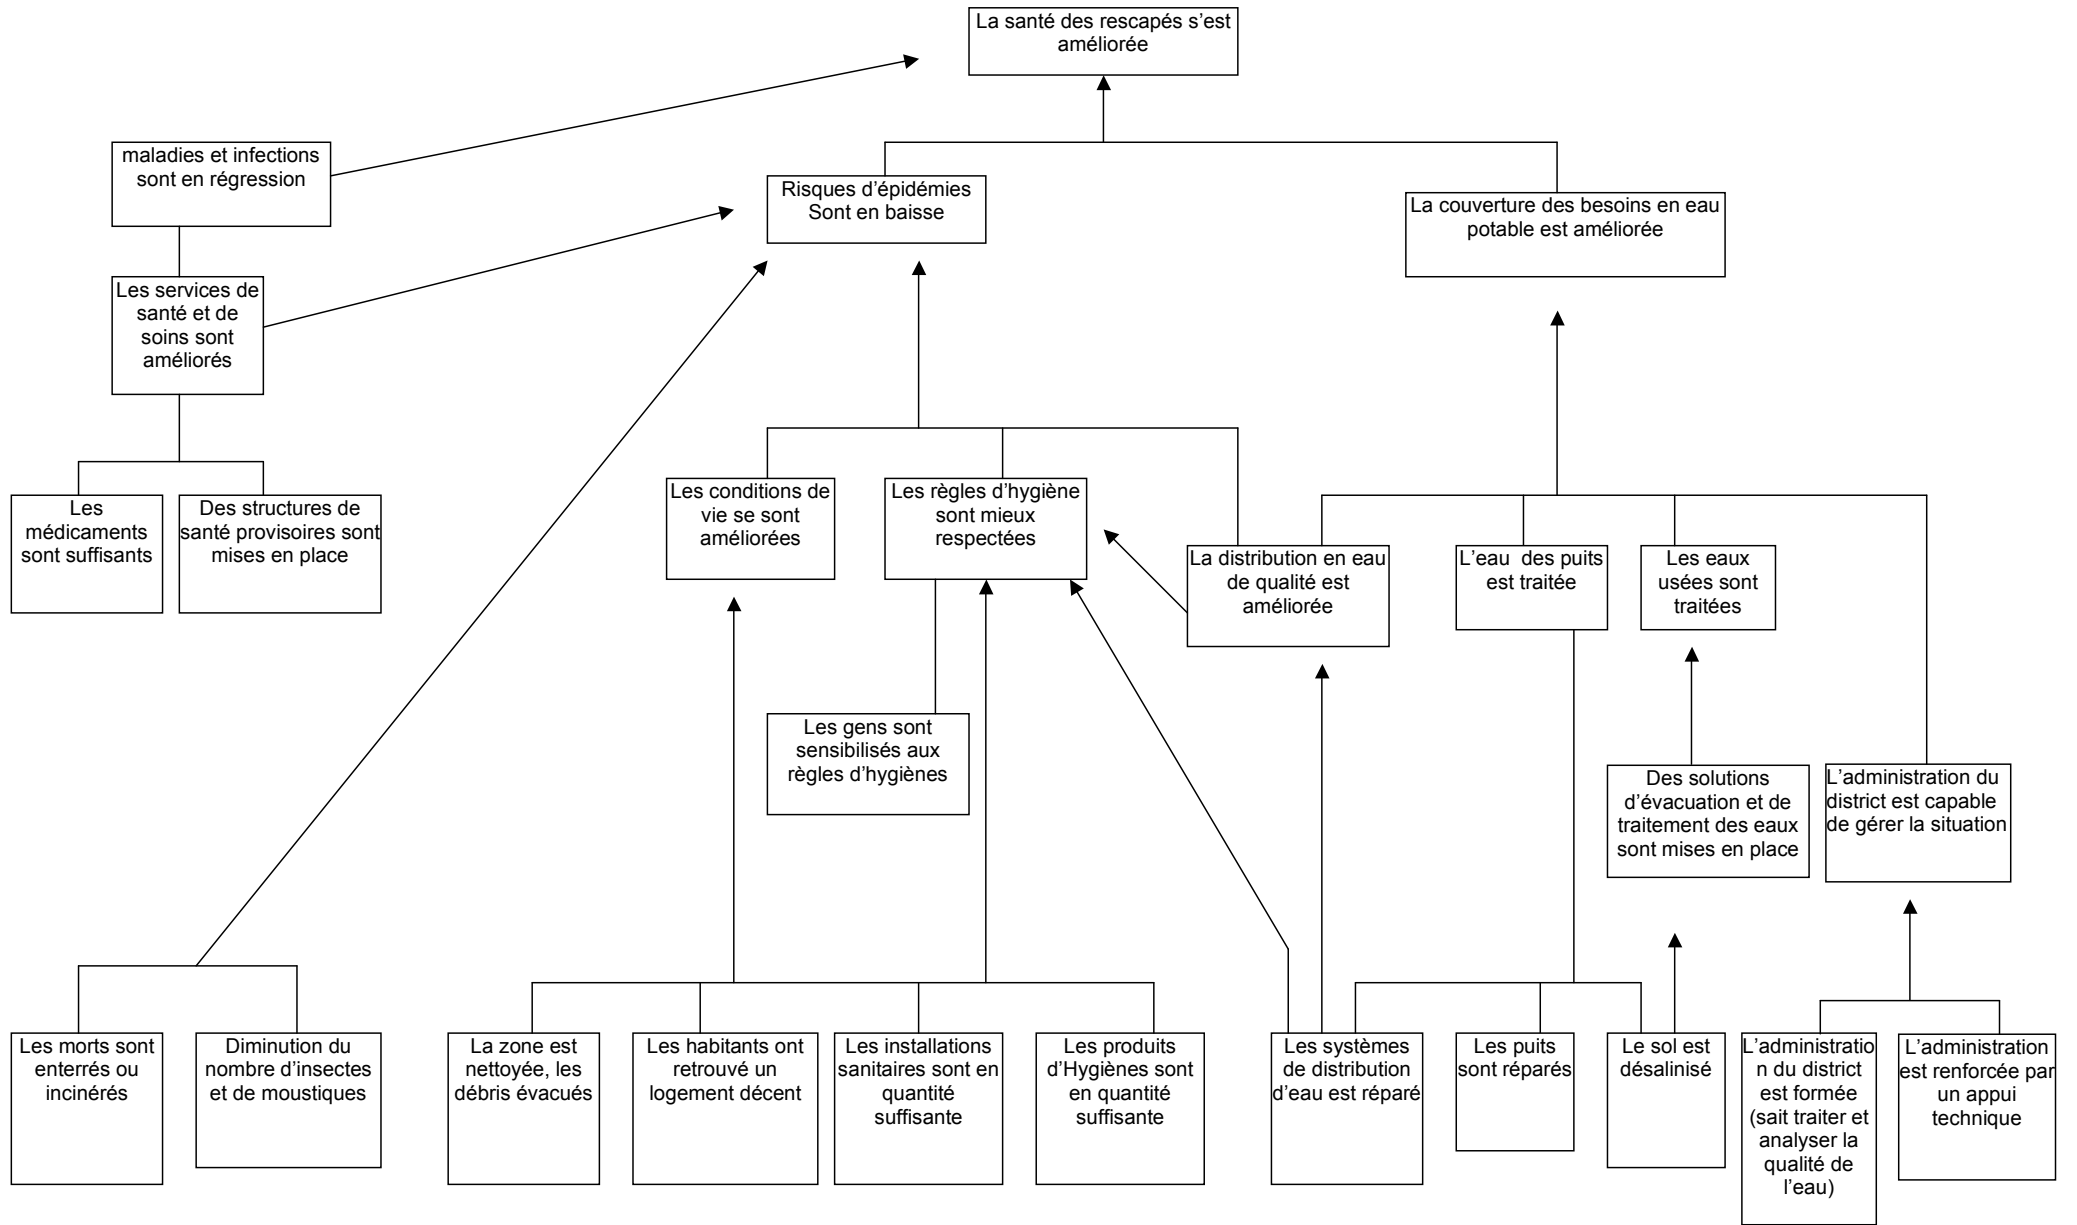 La santé des rescapés s’est
améliorée
maladies et infections
sont en régression
Risques d’épidémies
Sont en baisse
La couverture des besoins en eau
potable est améliorée
Les services de
santé et de
soins sont
améliorés
Les
médicaments
sont suffisants
Des structures de
santé provisoires sont
mises en place
Les conditions de
vie se sont
améliorées
Les règles d’hygiène
sont mieux
respectées
La distribution en eau
de qualité est
améliorée
L’eau  des puits
est traitée
Les eaux
usées sont
traitées
Les gens sont
sensibilisés aux
règles d’hygiènes
Des solutions
d’évacuation et de
traitement des eaux
sont mises en place
L’administration du
district est capable
de gérer la situation
Les morts sont
enterrés ou
incinérés
Diminution du
nombre d’insectes
et de moustiques
La zone est
nettoyée, les
débris évacués
Les habitants ont
retrouvé un
logement décent
Les installations
sanitaires sont en
quantité
suffisante
Les produits
d’Hygiènes sont
en quantité
suffisante
Les systèmes
de distribution
d’eau est réparé
Les puits
sont réparés
Le sol est
désalinisé
L’administratio
n du district
est formée
(sait traiter et
analyser la
qualité de
l’eau)
L’administration
est renforcée par
un appui
technique